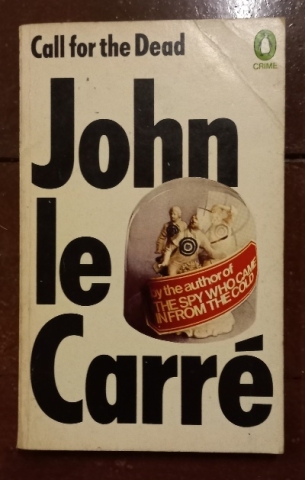 Call for the Dead
CRIME
John
le
Carré
by the author of
THE SPY WHO CAME
IN FROM THE COLD